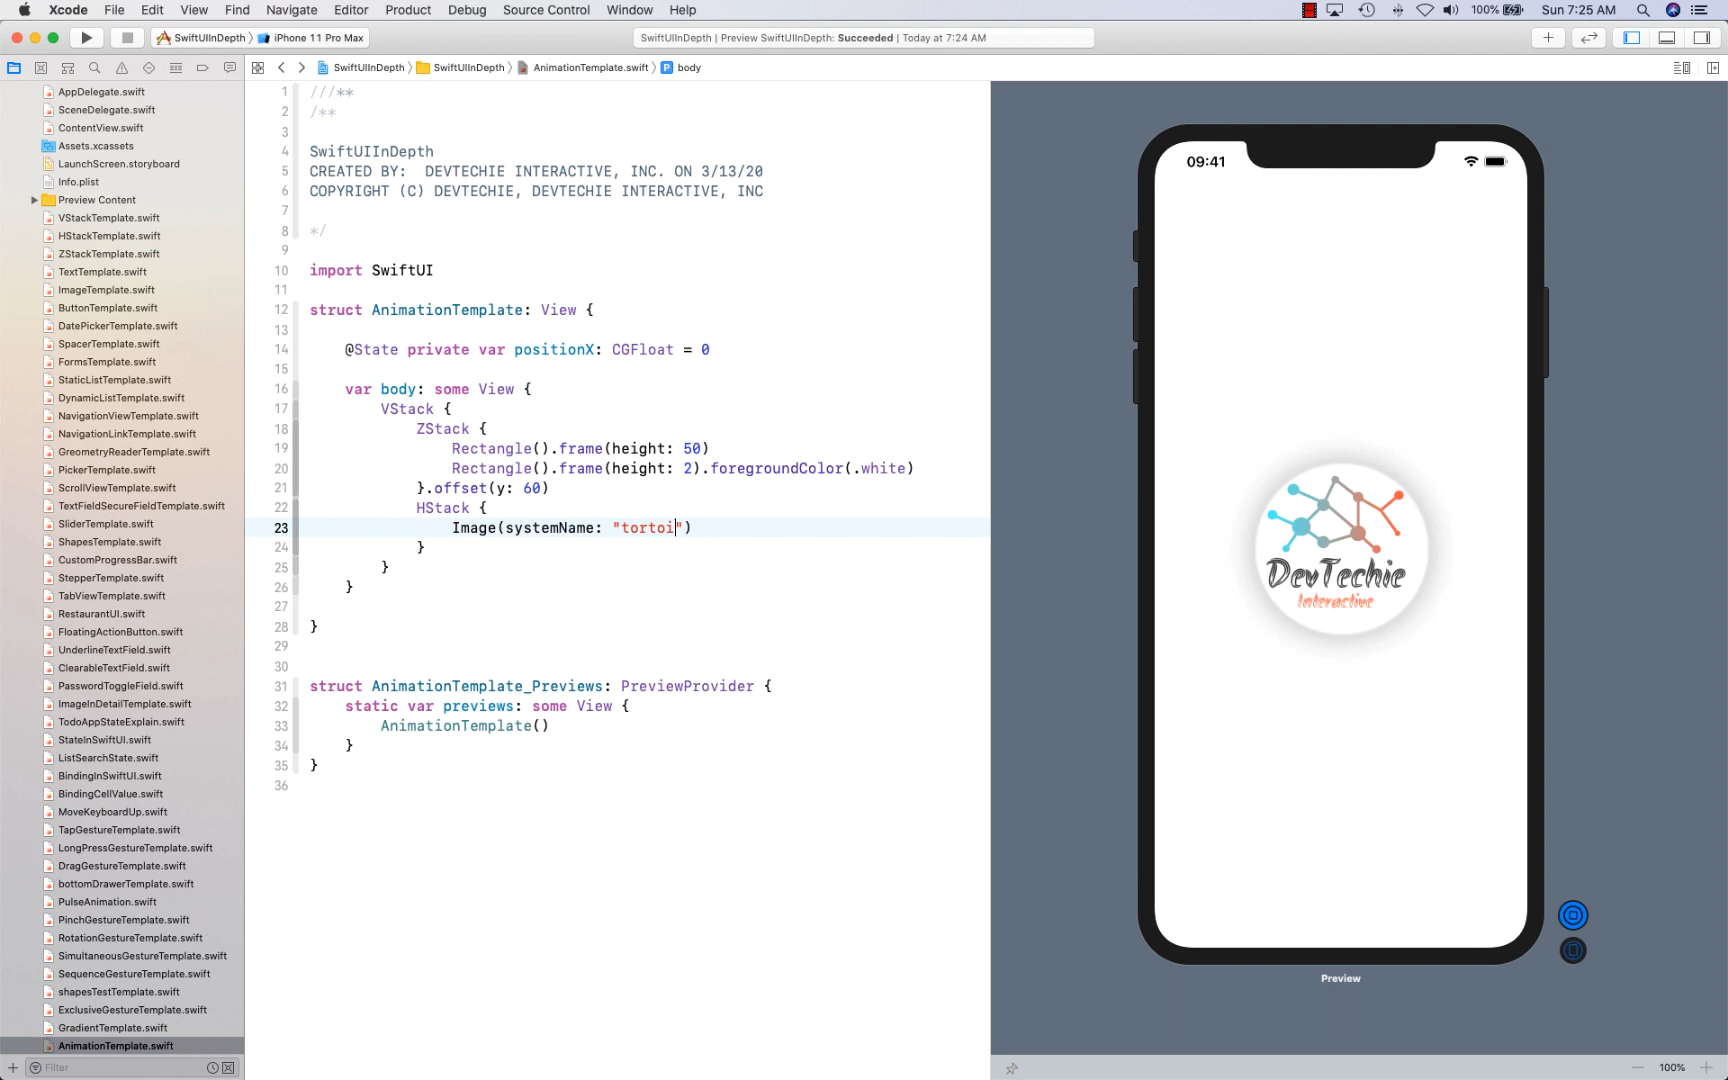 Xcode File Edit View Find Navigate Editor Product Debug Source Control Window Help 100% Sun 7:25 AM
SwiftUIInDepth iPhone 11 Pro Max SwiftUIInDepth | Preview SwiftUIInDepth: Succeeded | Today at 7:24 AM
SwiftUIInDepth SwiftUIInDepth AnimationTemplate.swift P body
AppDelegate.swift
SceneDelegate.swift
ContentView.swift
Assets.xcassets
LaunchScreen.storyboard
Info.plist
Preview Content
VStackTemplate.swift
HStackTemplate.swift
ZStackTemplate.swift
TextTemplate.swift
ImageTemplate.swift
ButtonTemplate.swift
DatePickerTemplate.swift
SpacerTemplate.swift
FormsTemplate.swift
StaticListTemplate.swift
DynamicListTemplate.swift
NavigationViewTemplate.swift
NavigationLinkTemplate.swift
GreometryReaderTemplate.swift
PickerTemplate.swift
ScrollViewTemplate.swift
TextFieldSecureFieldTemplate.swift
SliderTemplate.swift
ShapesTemplate.swift
CustomProgressBar.swift
StepperTemplate.swift
TabViewTemplate.swift
RestaurantUI.swift
FloatingActionButton.swift
UnderlineTextField.swift
ClearableTextField.swift
PasswordToggleField.swift
ImageInDetailTemplate.swift
TodoAppStateExplain.swift
StateInSwiftUI.swift
ListSearchState.swift
BindingInSwiftUI.swift
BindingCellValue.swift
MoveKeyboardUp.swift
TapGestureTemplate.swift
LongPressGestureTemplate.swift
DragGestureTemplate.swift
bottomDrawerTemplate.swift
PulseAnimation.swift
PinchGestureTemplate.swift
RotationGestureTemplate.swift
SimultaneousGestureTemplate.swift
SequenceGestureTemplate.swift
shapesTestTemplate.swift
ExclusiveGestureTemplate.swift
GradientTemplate.swift
AnimationTemplate.swift
Filter
1 ///**
2 /**
3
4 SwiftUIInDepth
5 CREATED BY: DEVTECHIE INTERACTIVE, INC. ON 3/13/20
6 COPYRIGHT (C) DEVTECHIE, DEVTECHIE INTERACTIVE, INC
7
8 */
9
10 import SwiftUI
11
12 struct AnimationTemplate: View {
13
14 @State private var positionX: CGFloat = 0
15
16 var body: some View {
17 VStack {
18 ZStack {
19 Rectangle().frame(height: 50)
20 Rectangle().frame(height: 2).foregroundColor(.white)
21 }.offset(y: 60)
22 HStack {
23 Image(systemName: "tortoi")
24 }
25 }
26 }
27
28 }
29
30
31 struct AnimationTemplate_Previews: PreviewProvider {
32 static var previews: some View {
33 AnimationTemplate()
34 }
35 }
36
09:41
DevTechie
Interactive
Preview
100%